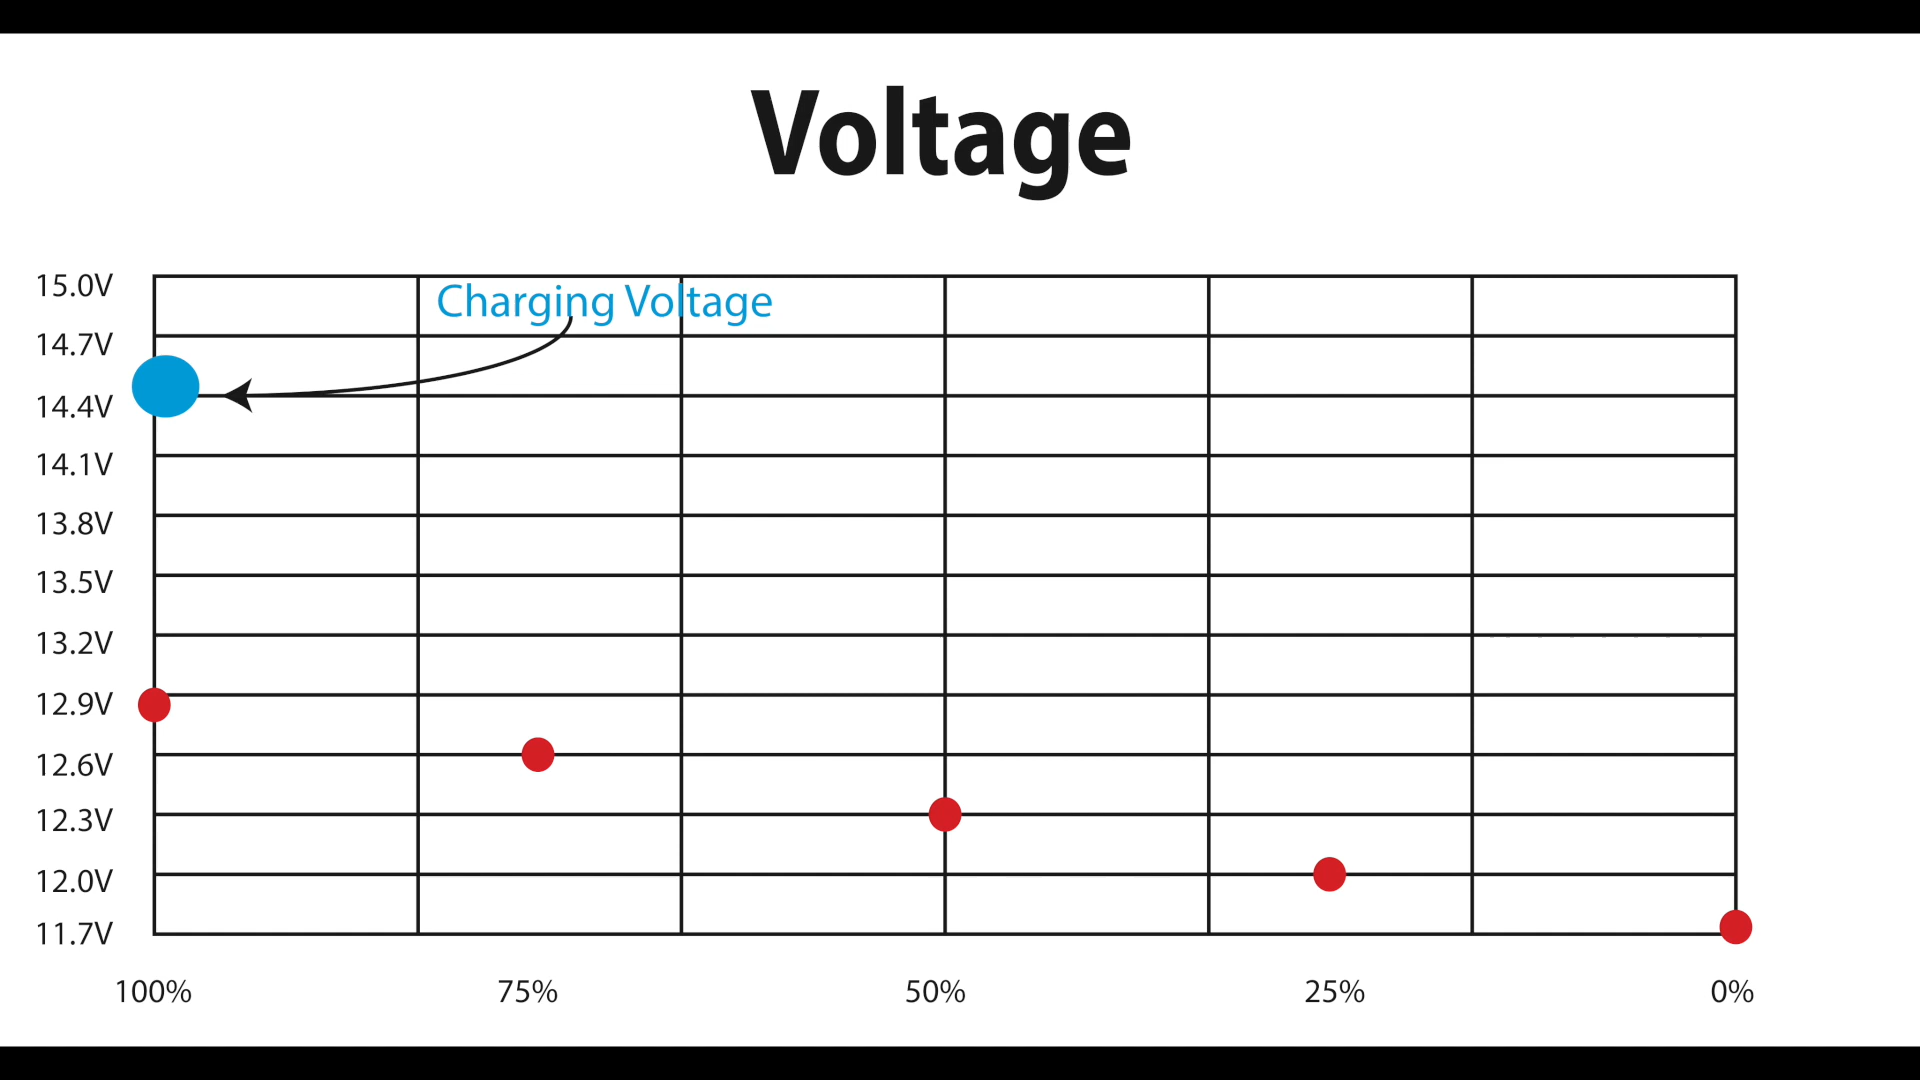 Voltage
Charging Voltage
15.0V
14.7V
14.4V
14.1V
13.8V
13.5V
13.2V
12.9V
12.6V
12.3V
12.0V
11.7V
100% 75% 50% 25% 0%